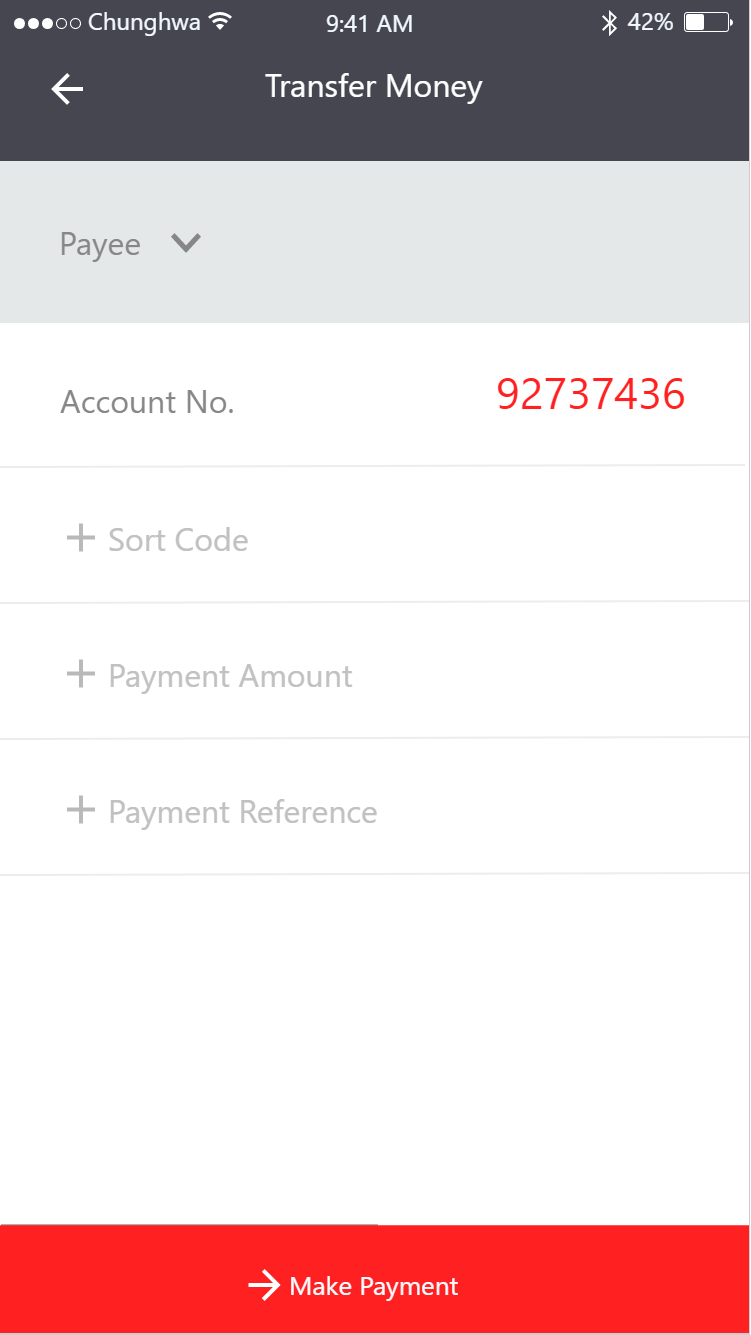 Chunghwa 9:41 AM 42%
Transfer Money
Payee
Account No. 92737436
Sort Code
Payment Amount
Payment Reference
Make Payment